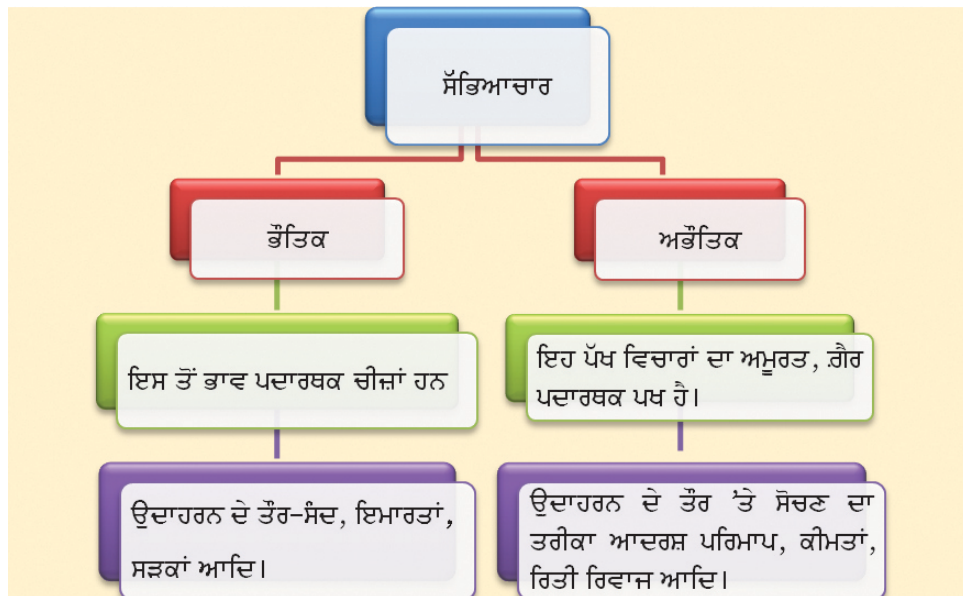 ਸੱਭਿਆਚਾਰ
ਭੌਤਿਕ
ਅਭੌਤਿਕ
ਇਸ ਤੋਂ ਭਾਵ ਪਦਾਰਥਕ ਚੀਜ਼ਾਂ ਹਨ
ਇਹ ਪੱਖ ਵਿਚਾਰਾਂ ਦਾ ਅਮੂਰਤ, ਗ਼ੈਰ
ਪਦਾਰਥਕ ਪਖ ਹੈ।
ਉਦਾਹਰਨ ਦੇ ਤੌਰ-ਸੰਦ, ਇਮਾਰਤਾਂ,
ਸੜਕਾਂ ਆਦਿ।
ਉਦਾਹਰਨ ਦੇ ਤੌਰ ’ਤੇ ਸੋਚਣ ਦਾ
ਤਰੀਕਾ ਆਦਰਸ਼ ਪਰਿਮਾਪ, ਕੀਮਤਾਂ,
ਰਿਤੀ ਰਿਵਾਜ ਆਦਿ।